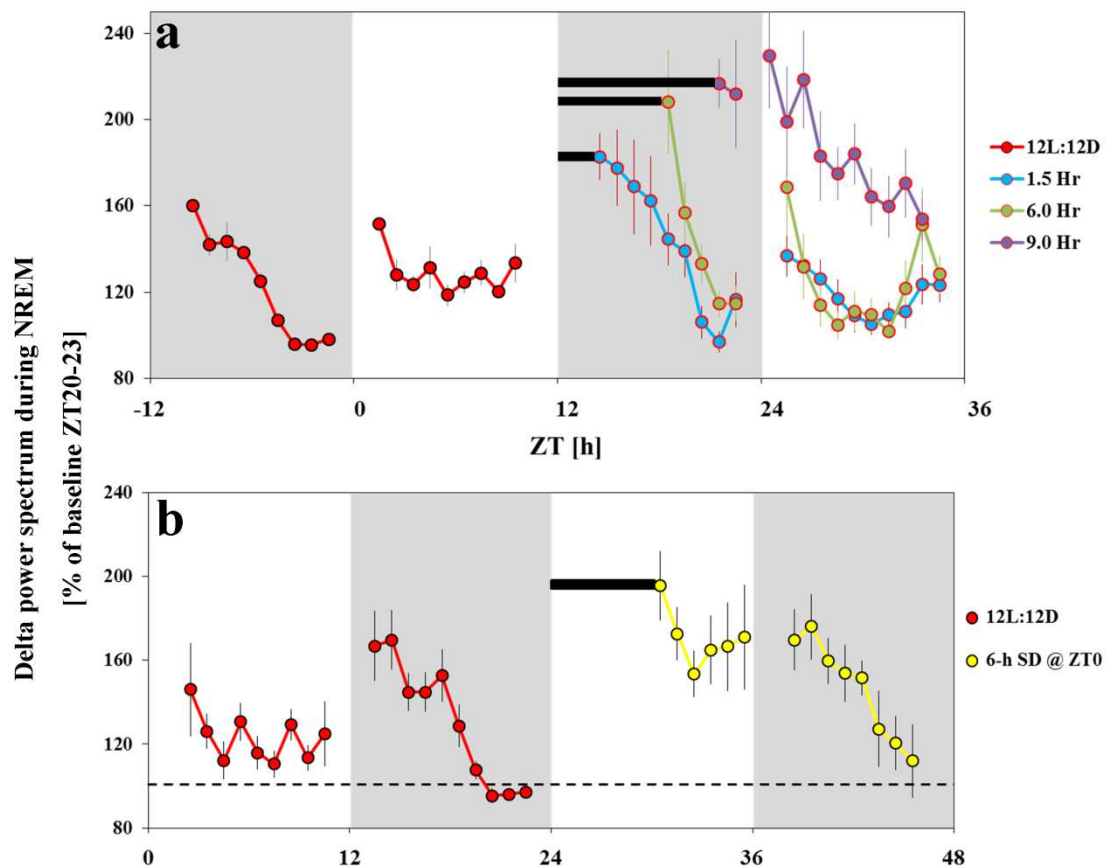 Delta power spectrum during NREM
[% of baseline ZT20-23]
a
240
200
160
120
80
-12
0
12
24
36
ZT [h]
12L:12D
1.5 Hr
6.0 Hr
9.0 Hr
b
240
200
160
120
80
0
12
24
36
48
12L:12D
6-h SD @ ZT0